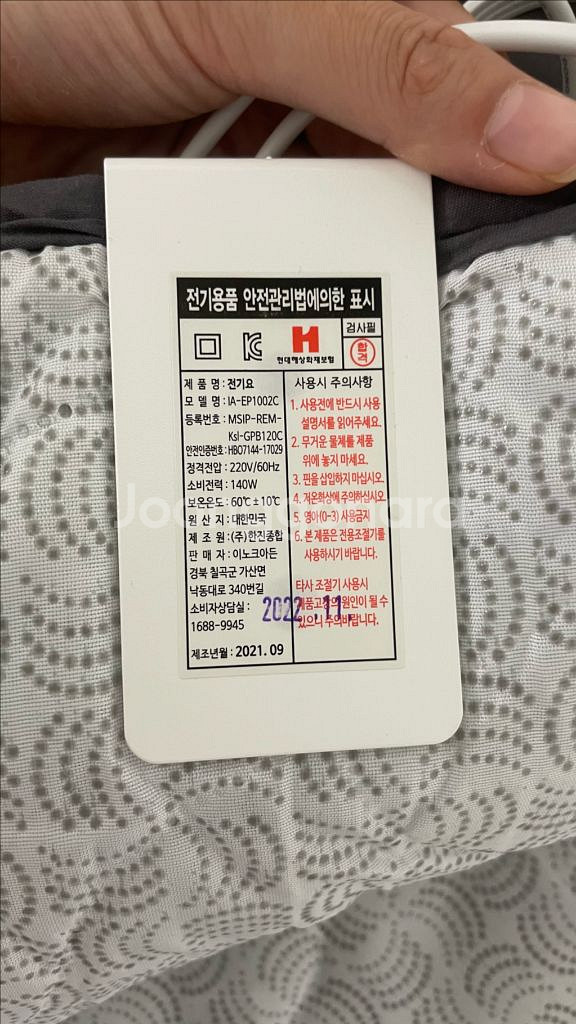 전기용품 안전관리법에의한 표시
현대해상화재보험
검사필
합격
제 품 명 : 전기요
모 델 명 : IA-EP1002C
등록번호 : MSIP-REM-
Ksl-GPB120C
안전인증번호 : HB07144-17029
정격전압 : 220V/60Hz
소비전력 : 140W
보온온도 : 60℃ ± 10℃
원 산 지 : 대한민국
제 조 원 : (주)한진종합
판 매 자 : 이노크아든
경북 칠곡군 가산면
낙동대로 340번길
소비자상담실 :
1688-9945
제조년월 : 2021. 09
사용시 주의사항
1. 사용전에 반드시 사용
설명서를 읽어주세요.
2. 무거운 물체를 제품
위에 놓지 마세요.
3. 핀을 삽입하지 마십시오.
4. 저온화상에 주의하십시오.
5. 영아(0-3) 사용금지
6. 본 제품은 전용조절기를
사용하시기 바랍니다.
타사 조절기 사용시
제품고장의 원인이 될 수
있으니 주의바랍니다.
2022 . 11 .